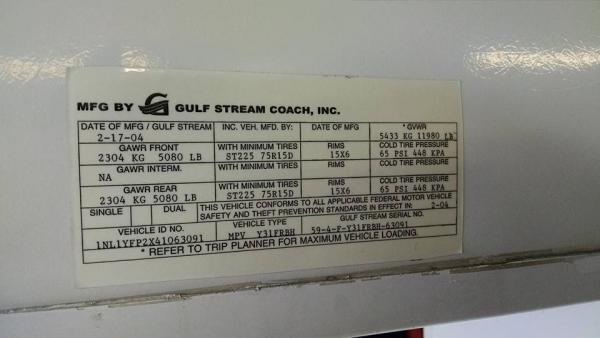 MFG BY GULF STREAM COACH, INC.
DATE OF MFG / GULF STREAM INC. VEH. MFD. BY: DATE OF MFG * GVWR
2-17-04 5433 KG 11980 LB
GAWR FRONT WITH MINIMUM TIRES RIMS COLD TIRE PRESSURE
2304 KG 5080 LB ST225 75R15D 15X6 65 PSI 448 KPA
GAWR INTERM. WITH MINIMUM TIRES RIMS COLD TIRE PRESSURE
NA
GAWR REAR WITH MINIMUM TIRES RIMS COLD TIRE PRESSURE
2304 KG 5080 LB ST225 75R15D 15X6 65 PSI 448 KPA
SINGLE DUAL THIS VEHICLE CONFORMS TO ALL APPLICABLE FEDERAL MOTOR VEHICLE
SAFETY AND THEFT PREVENTION STANDARDS IN EFFECT IN: 2-04
VEHICLE ID NO. VEHICLE TYPE GULF STREAM SERIAL NO.
1NL1YFP2X41063091 MPV Y31FRBH 59-4-F-Y31FRBH-63091
* REFER TO TRIP PLANNER FOR MAXIMUM VEHICLE LOADING.